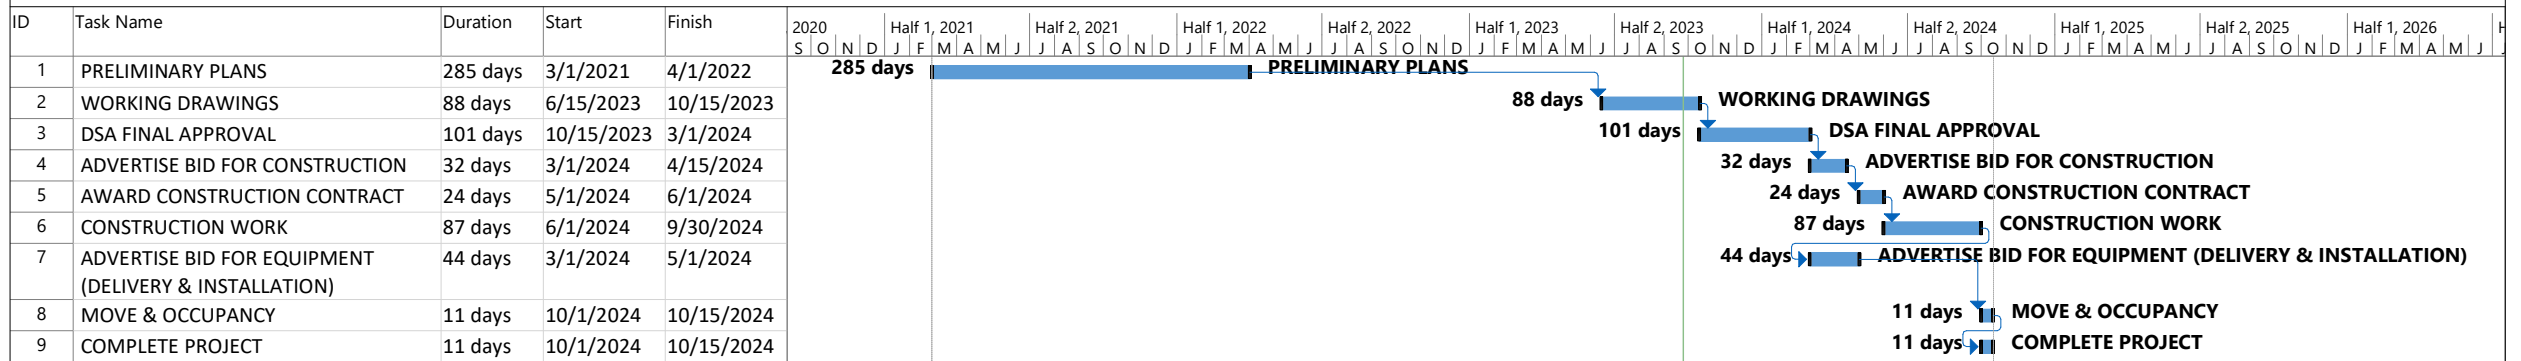 ID Task Name Duration Start Finish 2020 Half 1, 2021 Half 2, 2021 Half 1, 2022 Half 2, 2022 Half 1, 2023 Half 2, 2023 Half 1, 2024 Half 2, 2024 Half 1, 2025 Half 2, 2025 Half 1, 2026
S O N D J F M A M J J A S O N D J F M A M J J A S O N D J F M A M J J A S O N D J F M A M J J A S O N D J F M A M J J A S O N D J F M A M J
1 PRELIMINARY PLANS 285 days 3/1/2021 4/1/2022 285 days PRELIMINARY PLANS
2 WORKING DRAWINGS 88 days 6/15/2023 10/15/2023 88 days WORKING DRAWINGS
3 DSA FINAL APPROVAL 101 days 10/15/2023 3/1/2024 101 days DSA FINAL APPROVAL
4 ADVERTISE BID FOR CONSTRUCTION 32 days 3/1/2024 4/15/2024 32 days ADVERTISE BID FOR CONSTRUCTION
5 AWARD CONSTRUCTION CONTRACT 24 days 5/1/2024 6/1/2024 24 days AWARD CONSTRUCTION CONTRACT
6 CONSTRUCTION WORK 87 days 6/1/2024 9/30/2024 87 days CONSTRUCTION WORK
7 ADVERTISE BID FOR EQUIPMENT 44 days 3/1/2024 5/1/2024 44 days ADVERTISE BID FOR EQUIPMENT (DELIVERY & INSTALLATION)
(DELIVERY & INSTALLATION)
8 MOVE & OCCUPANCY 11 days 10/1/2024 10/15/2024 11 days MOVE & OCCUPANCY
9 COMPLETE PROJECT 11 days 10/1/2024 10/15/2024 11 days COMPLETE PROJECT